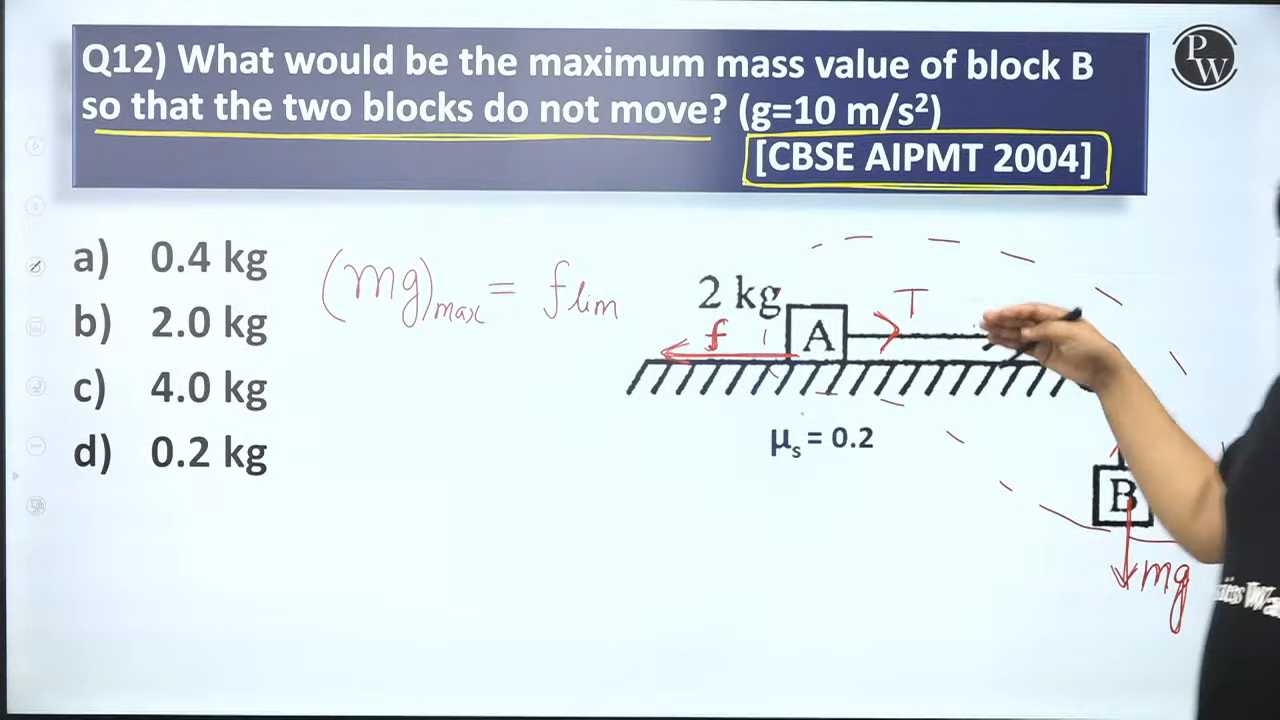 Q12) What would be the maximum mass value of block B
so that the two blocks do not move? (g=10 m/s²)
[CBSE AIPMT 2004]
PW
a) 0.4 kg
b) 2.0 kg
c) 4.0 kg
d) 0.2 kg
(mg)max = flim
2 kg
T
f
A
μs = 0.2
B
mg